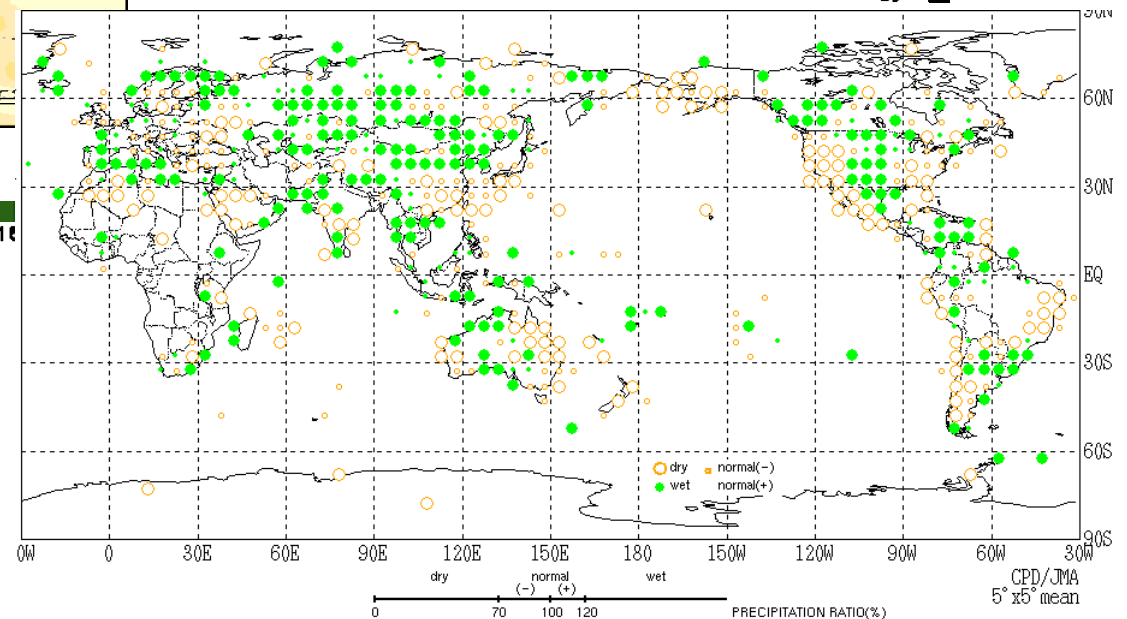 90N
60N
30N
EQ
30S
60S
90S
dry
normal(-)
wet
normal(+)
0W 0 30E 60E 90E 120E 150E 180 150W 120W 90W 60W 30W
dry normal wet
(-) (+)
0 70 100 120
PRECIPITATION RATIO(%)
CPD/JMA
5°x5°mean